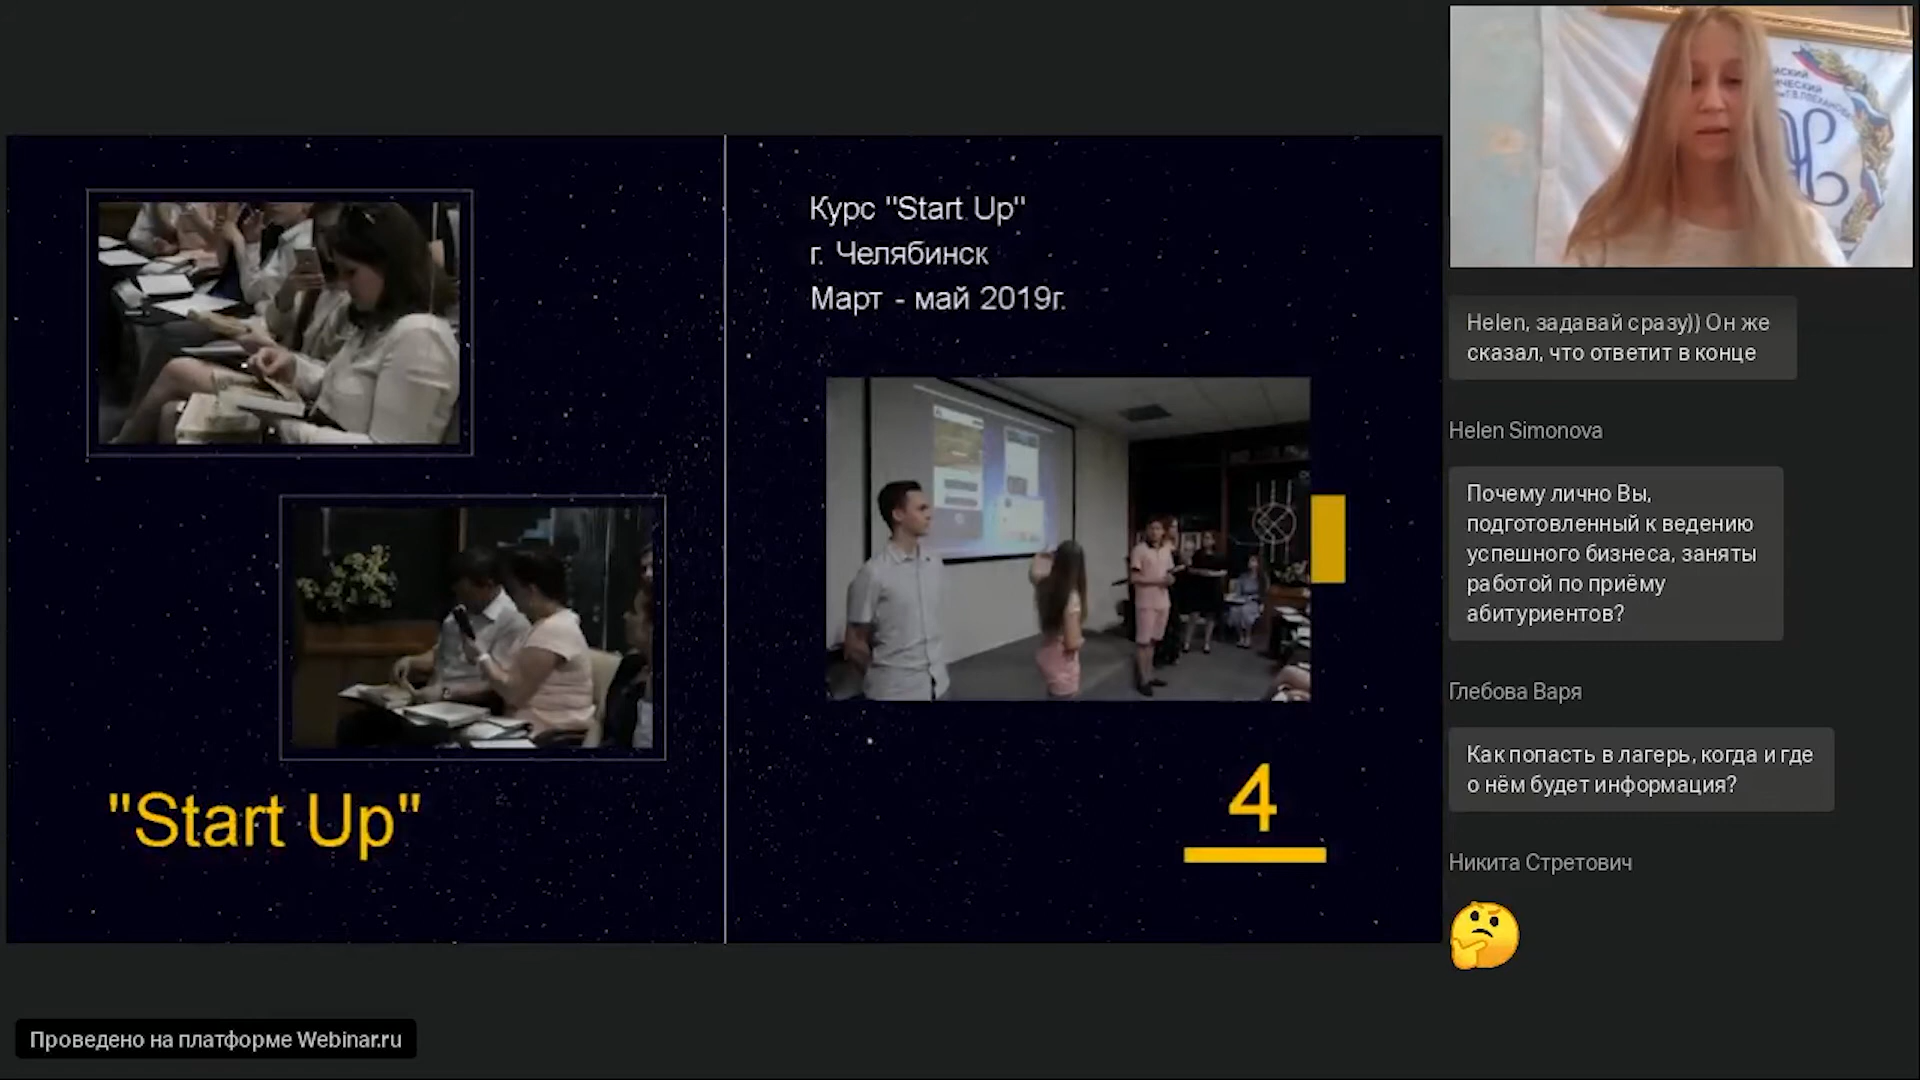 "Start Up"
Курс "Start Up"
г. Челябинск
Март - май 2019г.
4
Helen, задавай сразу)) Он же
сказал, что ответит в конце
Helen Simonova
Почему лично Вы,
подготовленный к ведению
успешного бизнеса, заняты
работой по приёму
абитуриентов?
Глебова Варя
Как попасть в лагерь, когда и где
о нём будет информация?
Никита Стретович
Проведено на платформе Webinar.ru